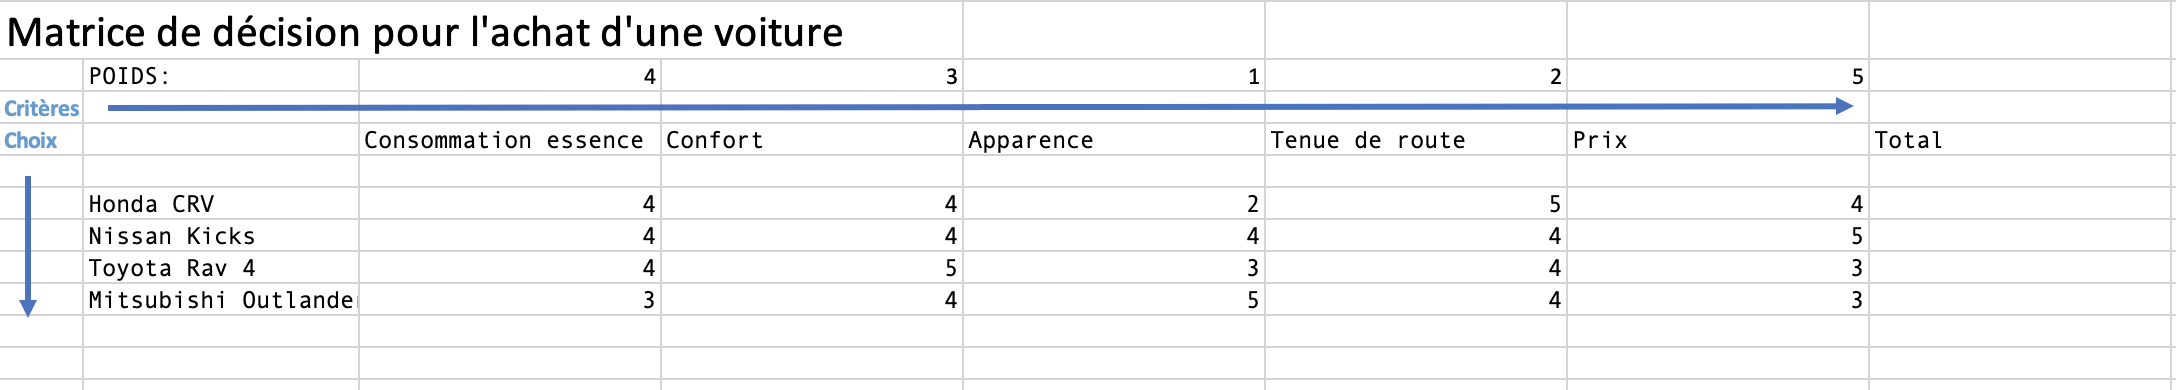 Matrice de décision pour l'achat d'une voiture
POIDS: 4 3 1 2 5
Critères
Choix Consommation essence Confort Apparence Tenue de route Prix Total
Honda CRV 4 4 2 5 4
Nissan Kicks 4 4 4 4 5
Toyota Rav 4 4 5 3 4 3
Mitsubishi Outlander 3 4 5 4 3